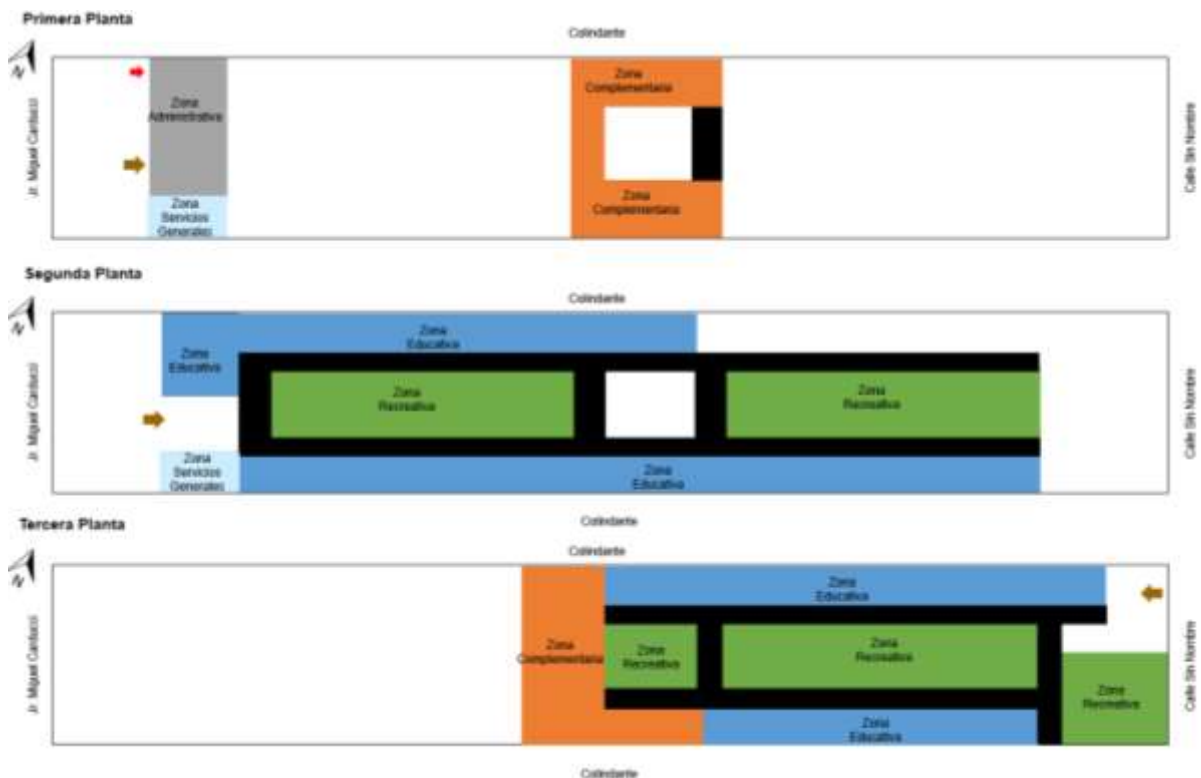 Primera Planta
Colindante
N
Jr. Miguel Carducci
Zona
Administrativa
Zona
Servicios
Generales
Zona
Complementaria
Zona
Complementaria
Calle Sin Nombre
Segunda Planta
Colindante
N
Jr. Miguel Carducci
Zona
Educativa
Zona
Educativa
Zona
Recreativa
Zona
Recreativa
Zona
Servicios
Generales
Zona
Educativa
Calle Sin Nombre
Colindante
Tercera Planta
Colindante
N
Jr. Miguel Carducci
Zona
Educativa
Zona
Complementaria
Zona
Recreativa
Zona
Recreativa
Zona
Recreativa
Zona
Educativa
Calle Sin Nombre
Colindante